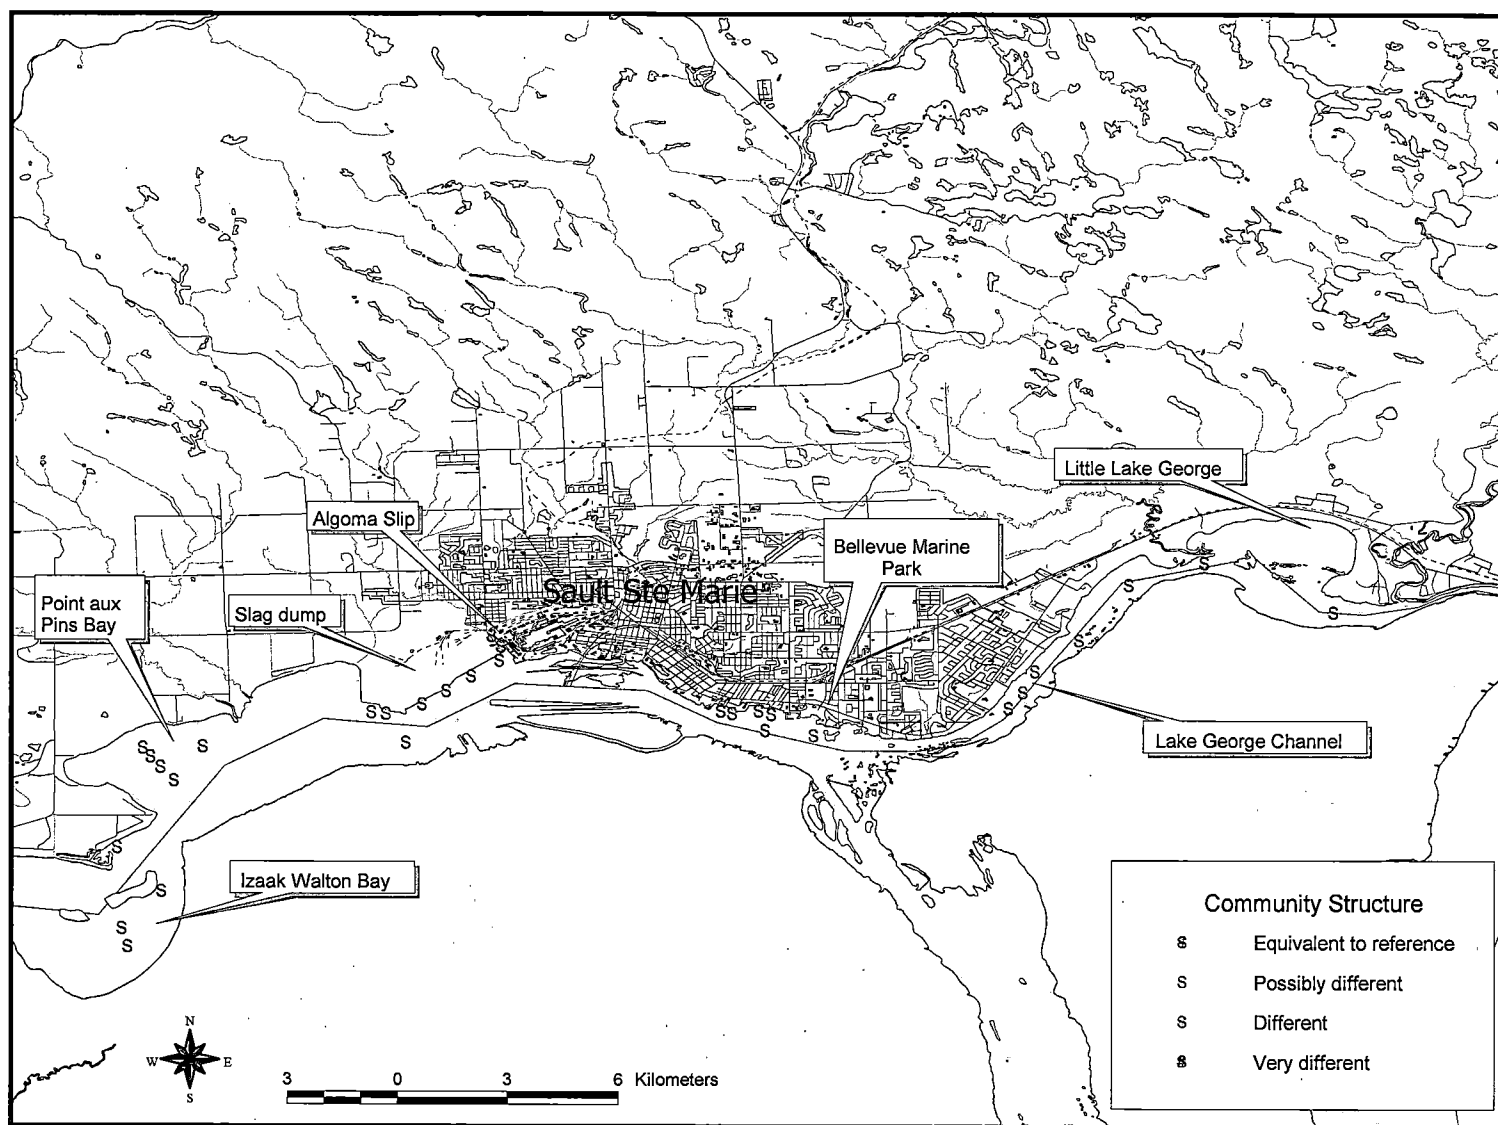 Little Lake George
Algoma Slip
Bellevue Marine
Park
Sault Ste Marie
Point aux
Pins Bay
Slag dump
S S S S S S S S S S
S S S S S S S S S S
S S S S S S S S S S
S S S S S S S S
Lake George Channel
Izaak Walton Bay
Community Structure
S Equivalent to reference
S Possibly different
S Different
S Very different
N
W E
S
3 0 3 6 Kilometers